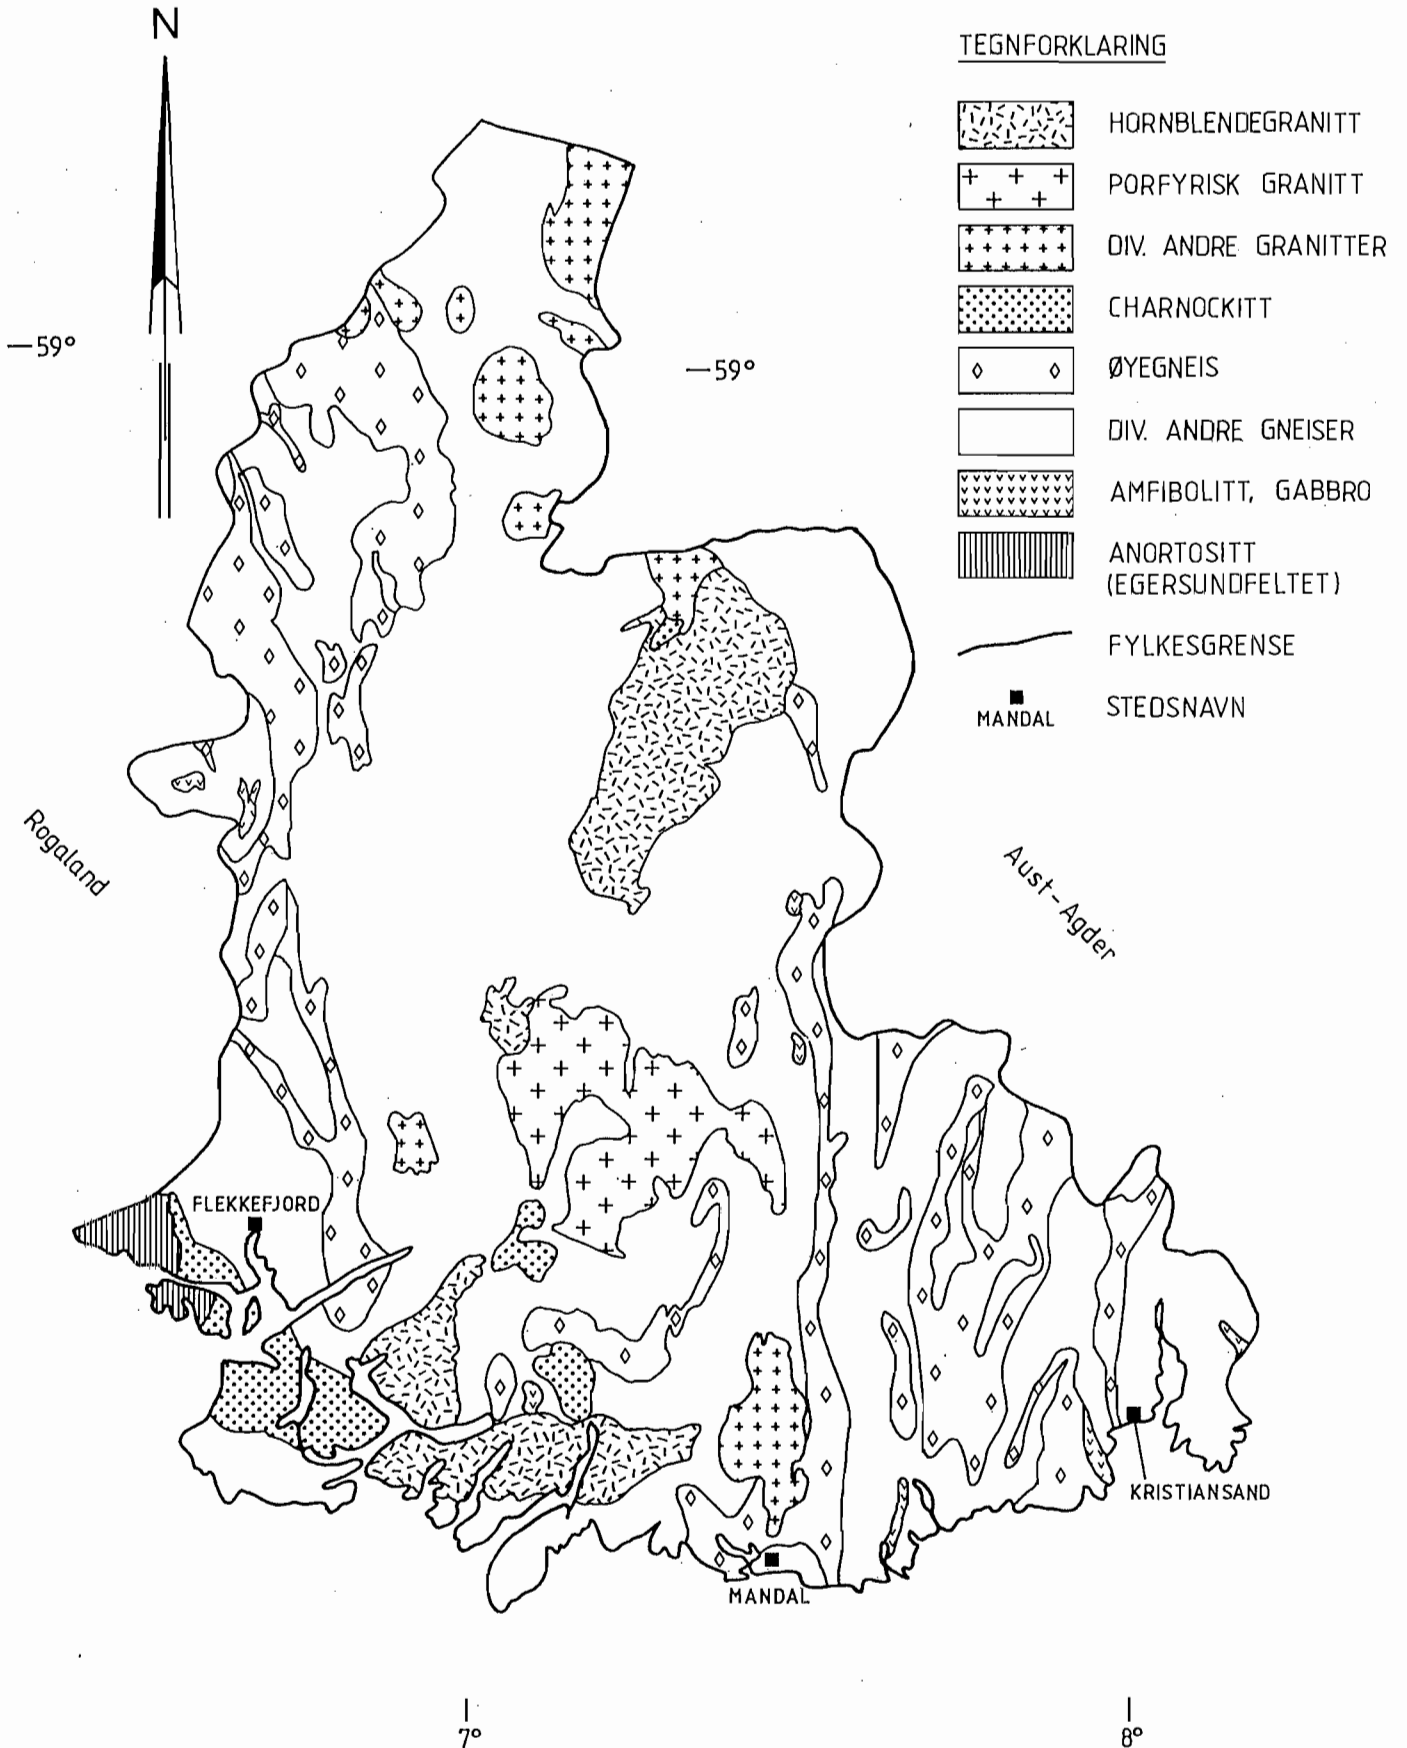 N
TEGNFORKLARING
HORNBLENDEGRANITT
PORFYRISK GRANITT
DIV. ANDRE GRANITTER
CHARNOCKITT
ØYEGNEIS
DIV. ANDRE GNEISER
AMFIBOLITT, GABBRO
ANORTOSITT
(EGERSUNDFELTET)
FYLKESGRENSE
MANDAL
STEDSNAVN
—59°
—59°
Rogaland
Aust-Agder
FLEKKEFJORD
KRISTIANSAND
MANDAL
7°
8°